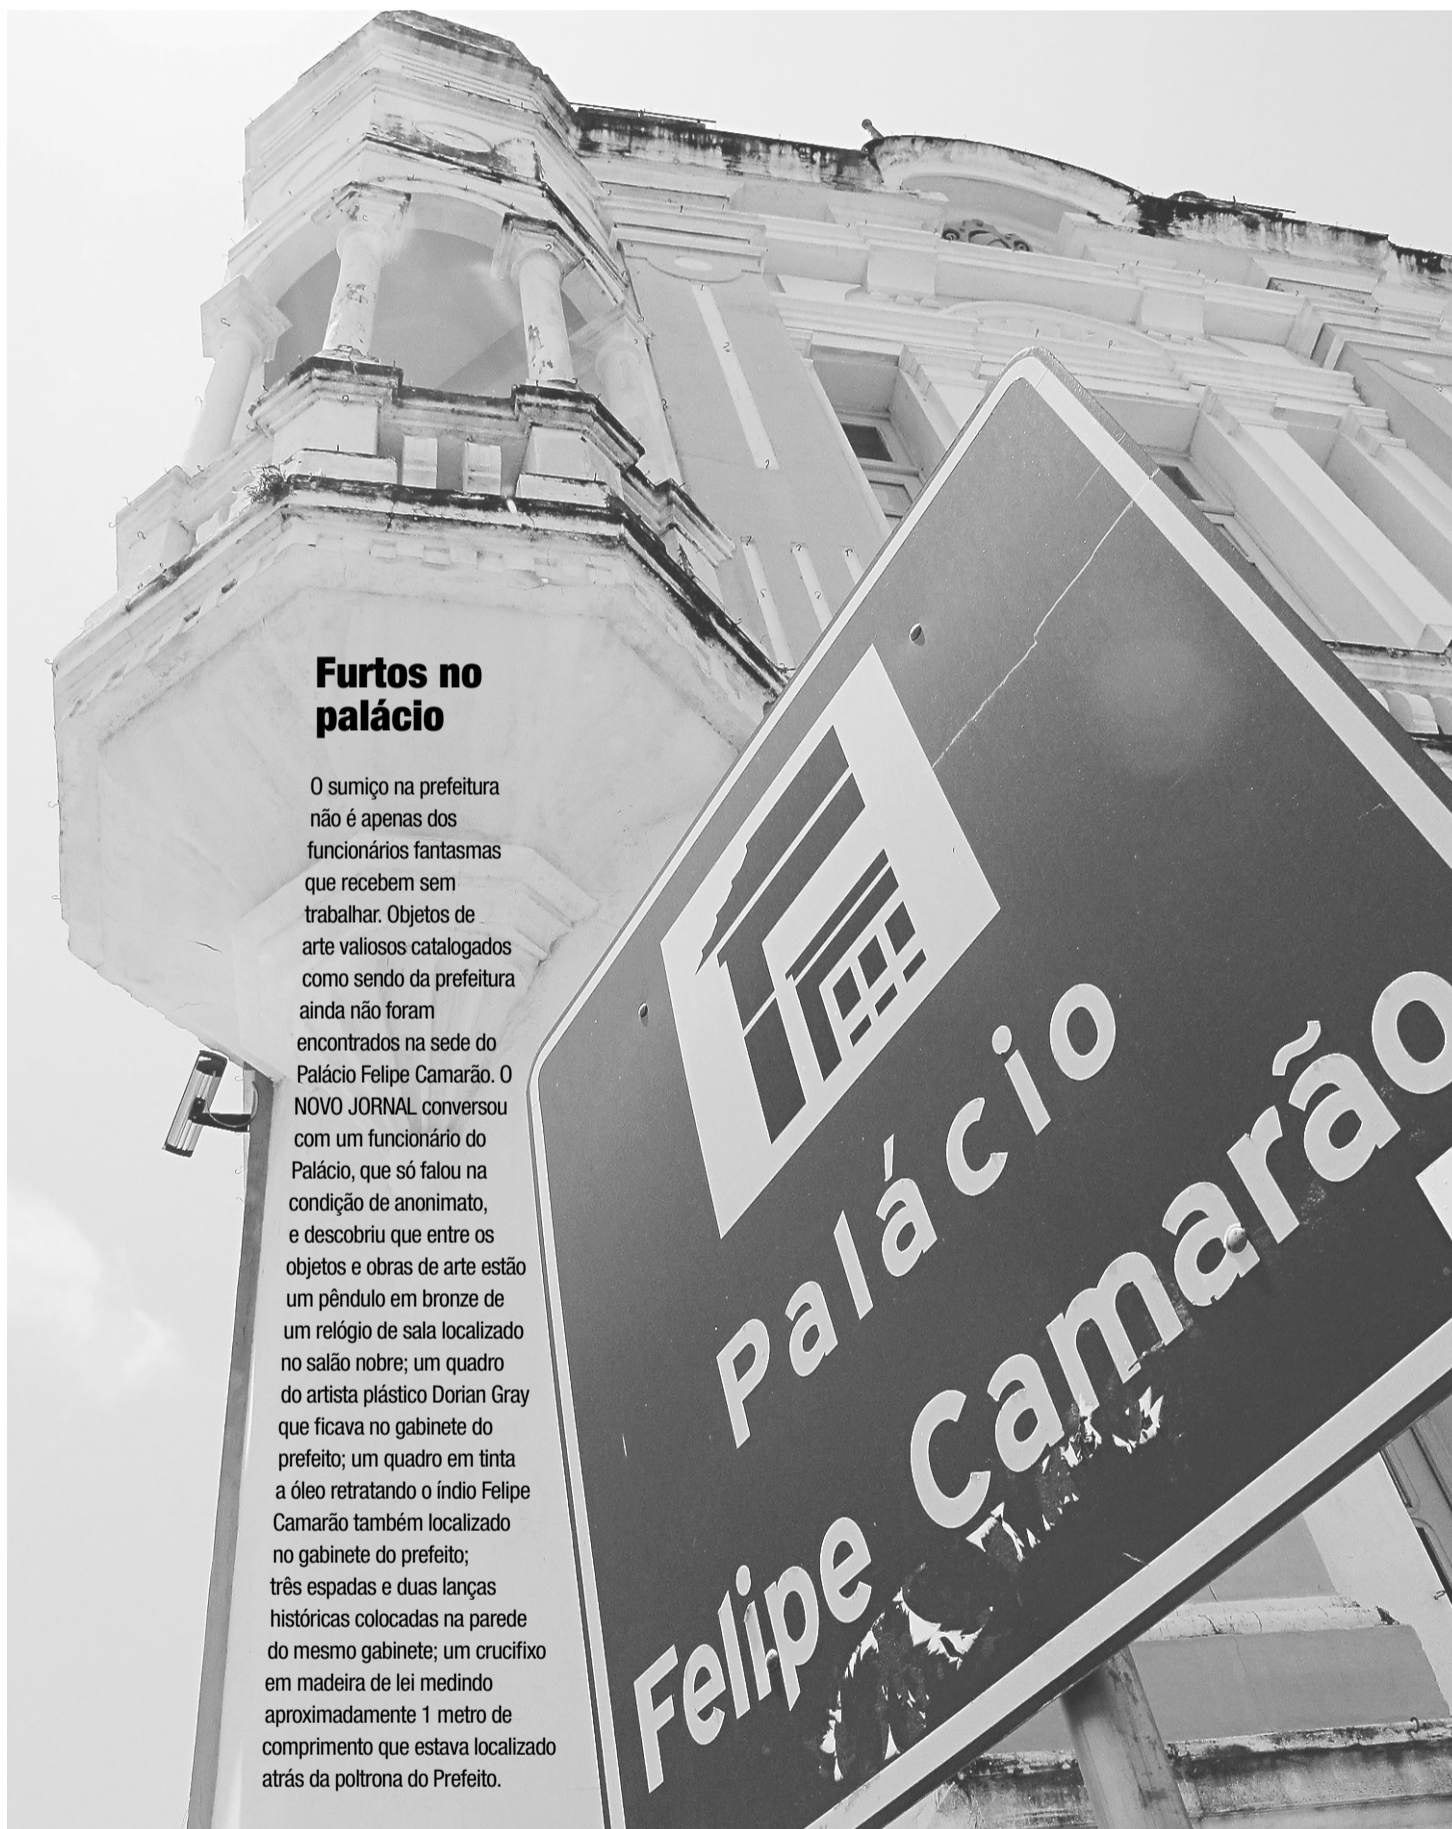 Furtos no
palácio
O sumiço na prefeitura
não é apenas dos
funcionários fantasmas
que recebem sem
trabalhar. Objetos de
arte valiosos catalogados
como sendo da prefeitura
ainda não foram
encontrados na sede do
Palácio Felipe Camarão. O
NOVO JORNAL conversou
com um funcionário do
Palácio, que só falou na
condição de anonimato,
e descobriu que entre os
objetos e obras de arte estão
um pêndulo em bronze de
um relógio de sala localizado
no salão nobre; um quadro
do artista plástico Dorian Gray
que ficava no gabinete do
prefeito; um quadro em tinta
a óleo retratando o índio Felipe
Camarão também localizado
no gabinete do prefeito;
três espadas e duas lanças
históricas colocadas na parede
do mesmo gabinete; um crucifixo
em madeira de lei medindo
aproximadamente 1 metro de
comprimento que estava localizado
atrás da poltrona do Prefeito.
Palácio
Felipe Camarão